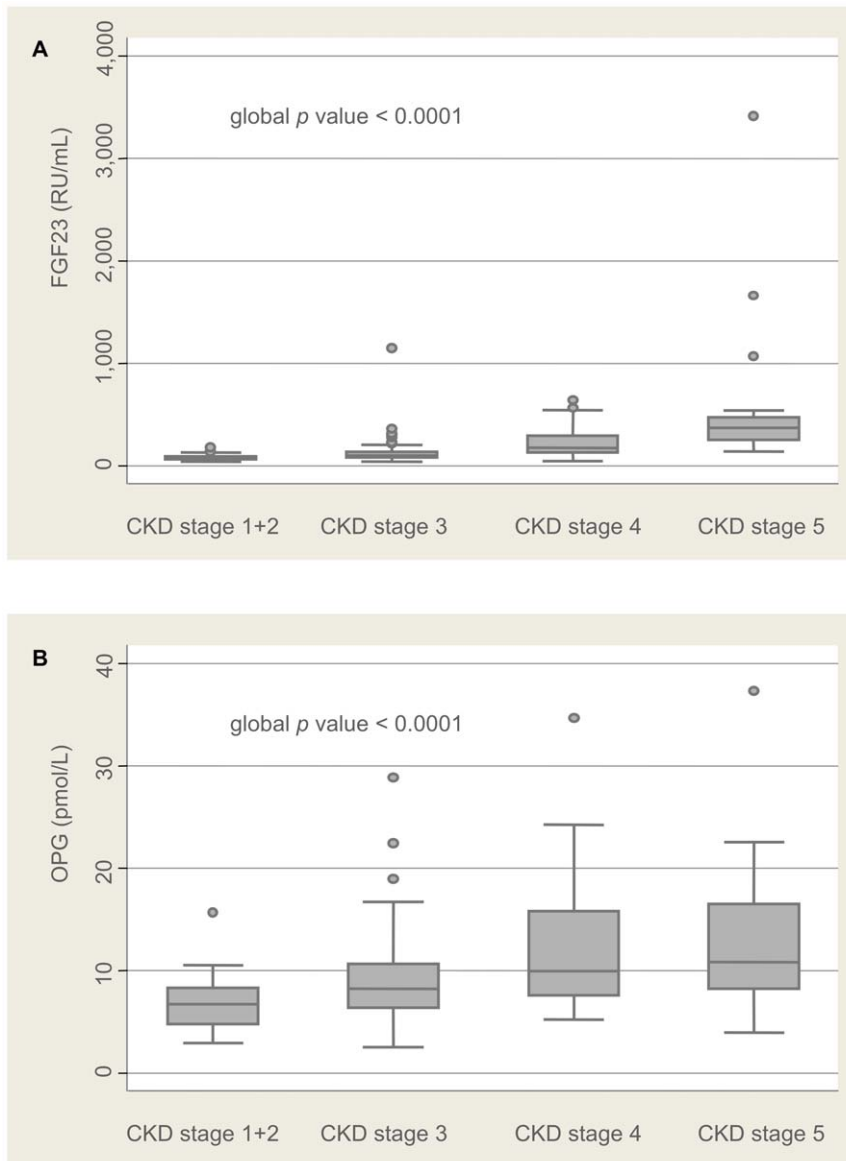 A
4,000
3,000
2,000
1,000
0
FGF23 (RU/mL)
global p value < 0.0001
CKD stage 1+2 CKD stage 3 CKD stage 4 CKD stage 5
B
40
30
20
10
0
OPG (pmol/L)
global p value < 0.0001
CKD stage 1+2 CKD stage 3 CKD stage 4 CKD stage 5